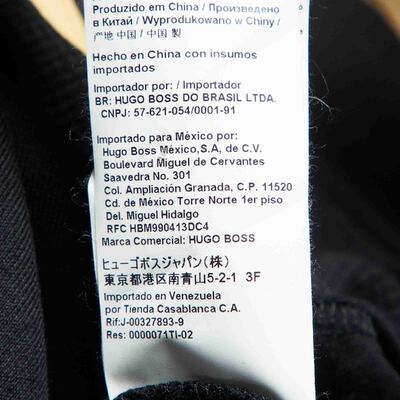 Produzido em China / Произведено
в Китай / Wyprodukowano w Chiny /
产地 中国 / 中國 製
Hecho en China con insumos
importados
Importador por: / Importador
BR: HUGO BOSS DO BRASIL LTDA.
CNPJ: 57-621-054/0001-91
Importado para México por:
Hugo Boss México,S.A, de C.V.
Boulevard Miguel de Cervantes
Saavedra No. 301
Col. Ampliación Granada, C.P. 11520
Cd. de México Torre Norte 1er piso
Del. Miguel Hidalgo
RFC HBM990413DC4
Marca Comercial: HUGO BOSS
ヒューゴボスジャパン(株)
東京都港区南青山5-2-1 3F
Importado en Venezuela
por Tienda Casablanca C.A.
Rif:J-00327893-9
Res: 0000071TI-02